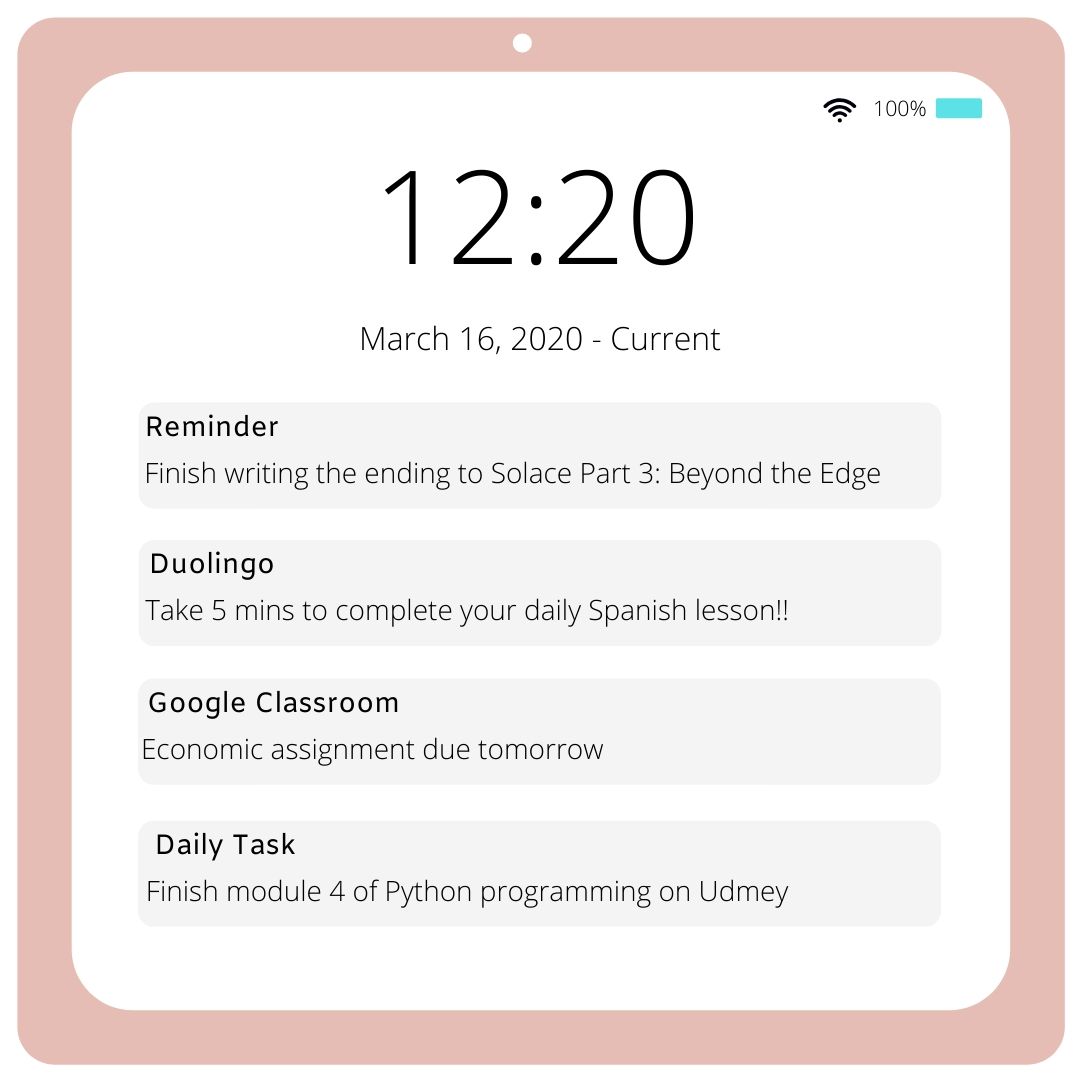 100%
12:20
March 16, 2020 - Current
Reminder
Finish writing the ending to Solace Part 3: Beyond the Edge
Duolingo
Take 5 mins to complete your daily Spanish lesson!!
Google Classroom
Economic assignment due tomorrow
Daily Task
Finish module 4 of Python programming on Udmey